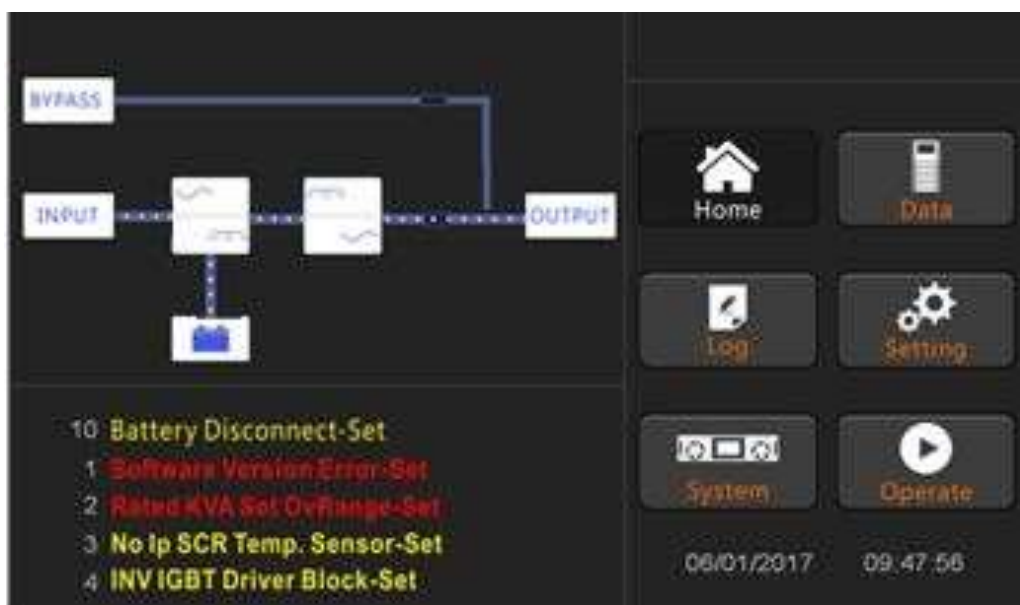 BYPASS
INPUT
OUTPUT
10 Battery Disconnect-Set
1 Software Version Error-Set
2 Rated KVA Set OvRange-Set
3 No Ip SCR Temp. Sensor-Set
4 INV IGBT Driver Block-Set
Home
Data
Log
Setting
System
Operate
06/01/2017 09:47:56